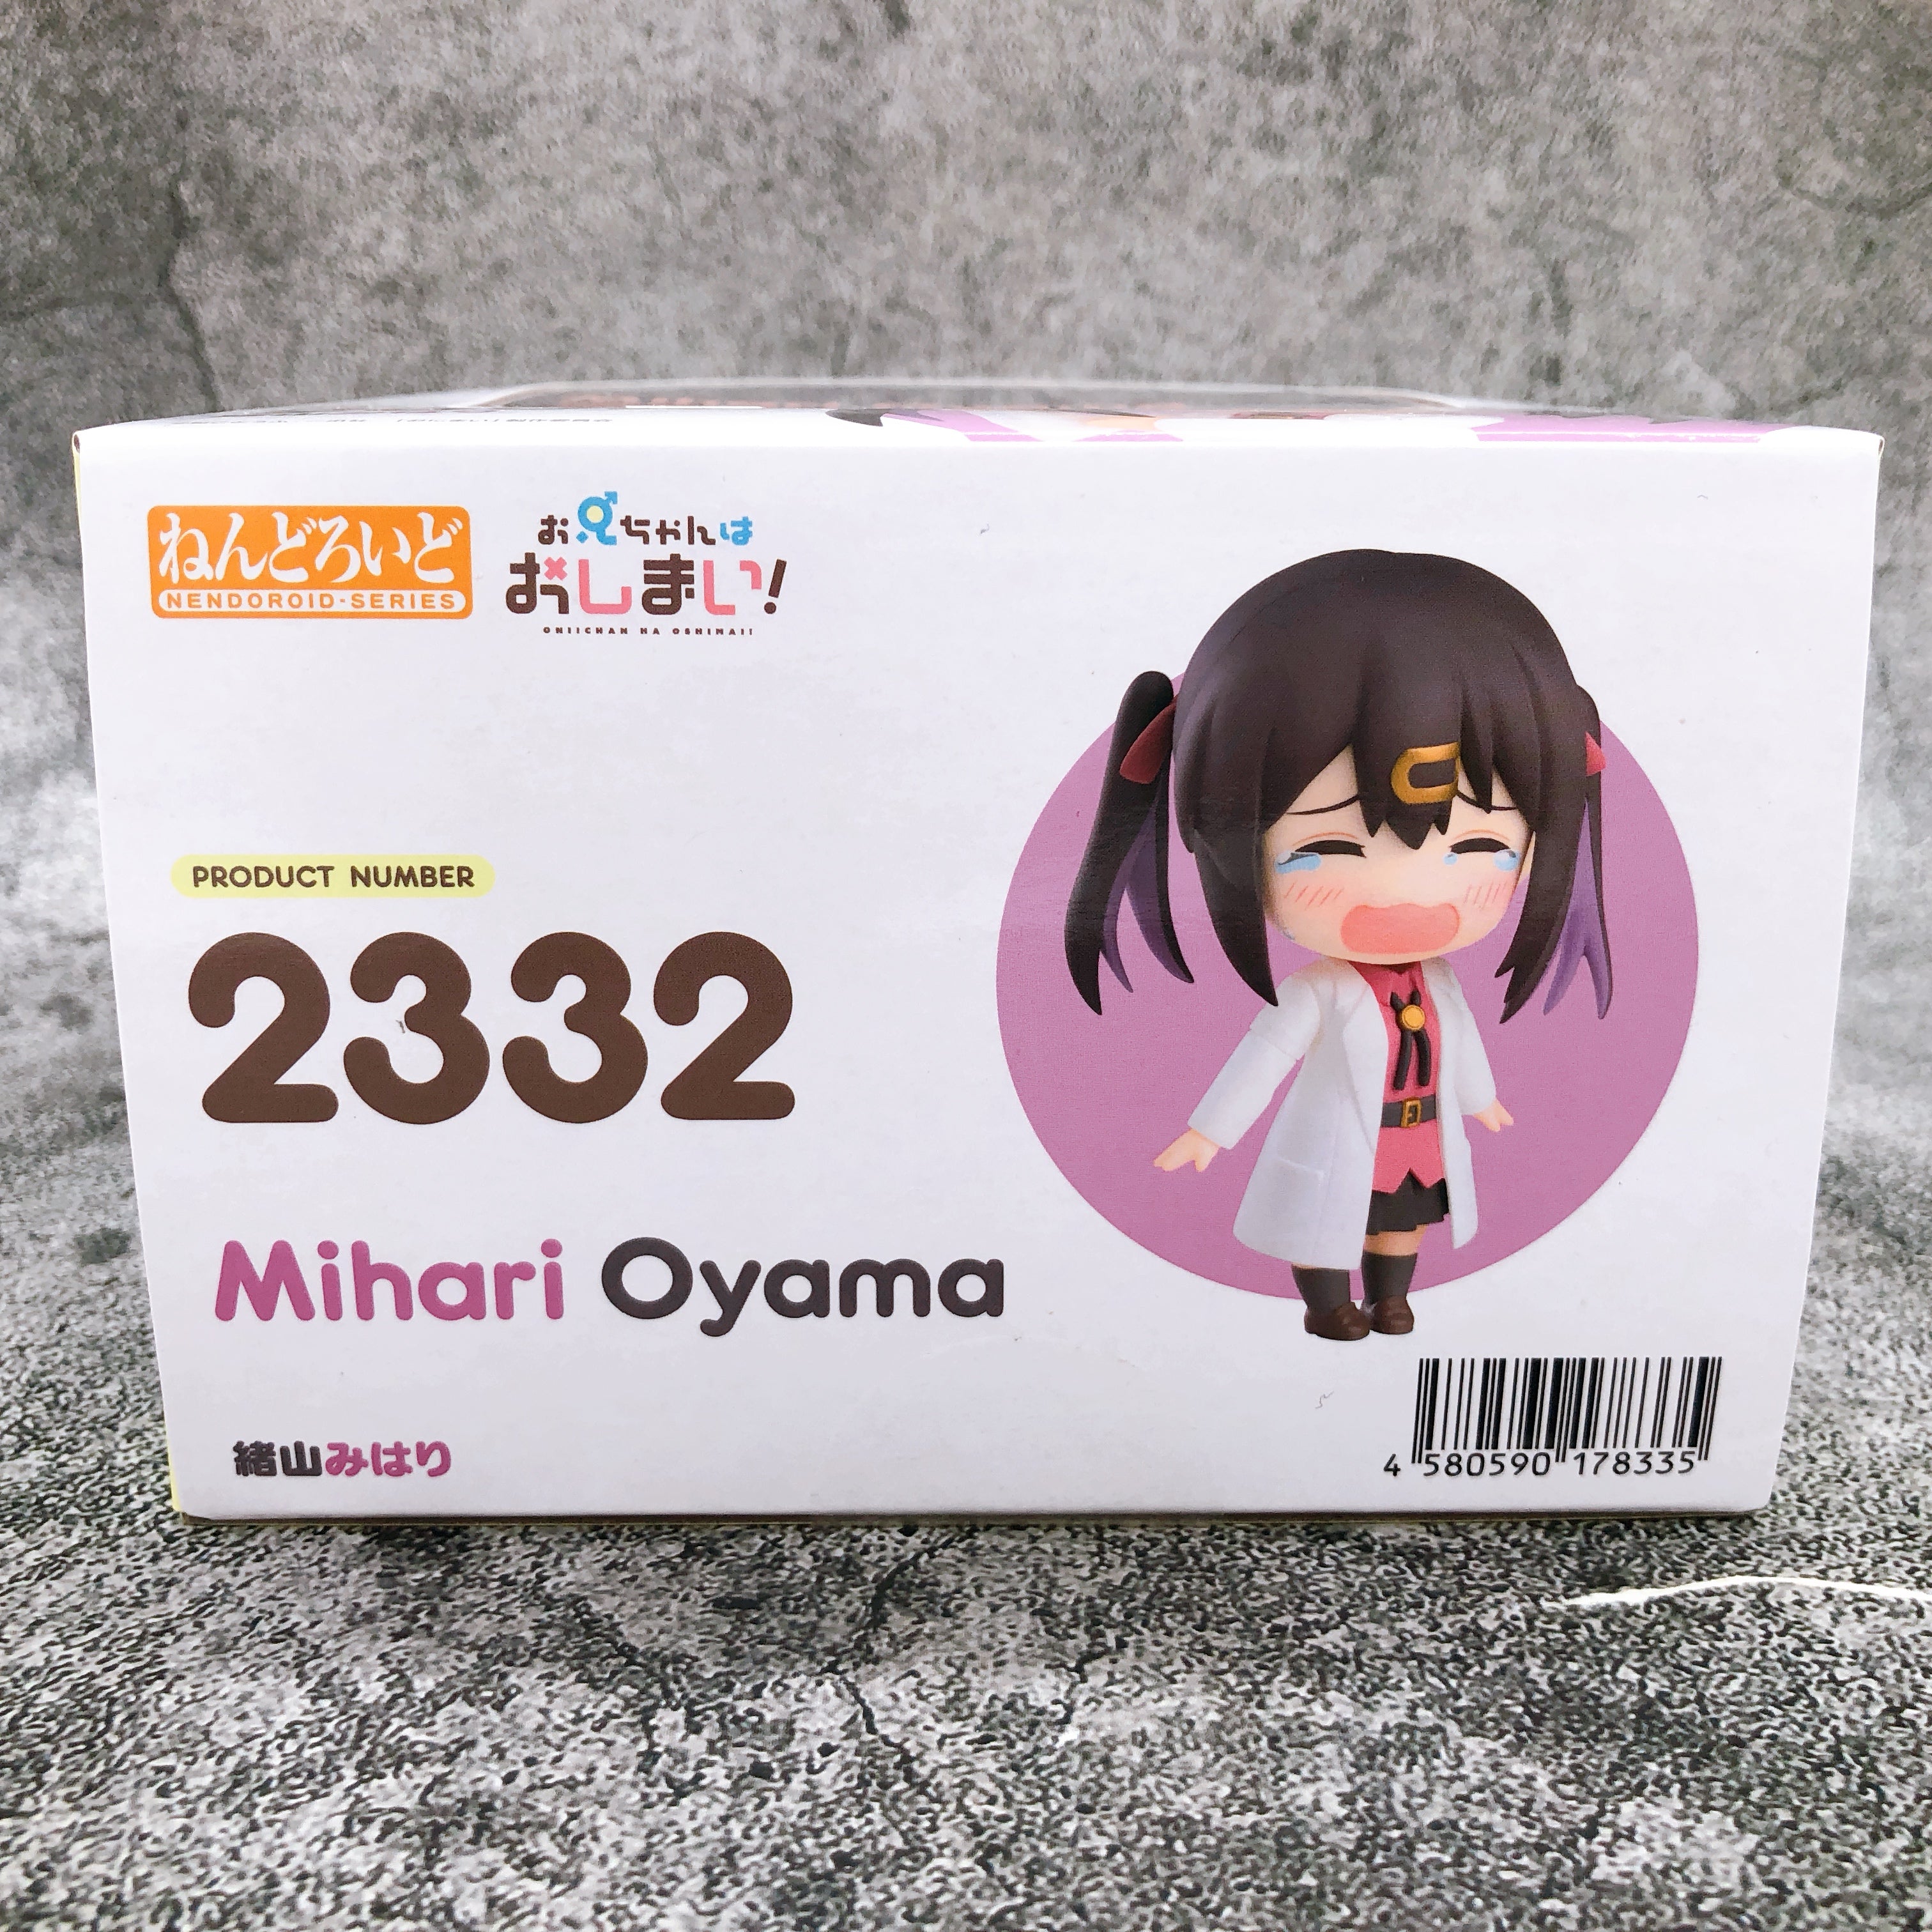 ねんどろいど
NENDOROID·SERIES
お兄ちゃんは
おしまい!
ONIICHAN HA OSHIMAI!
PRODUCT NUMBER
2332
Mihari Oyama
緒山みはり
4 580590 178335